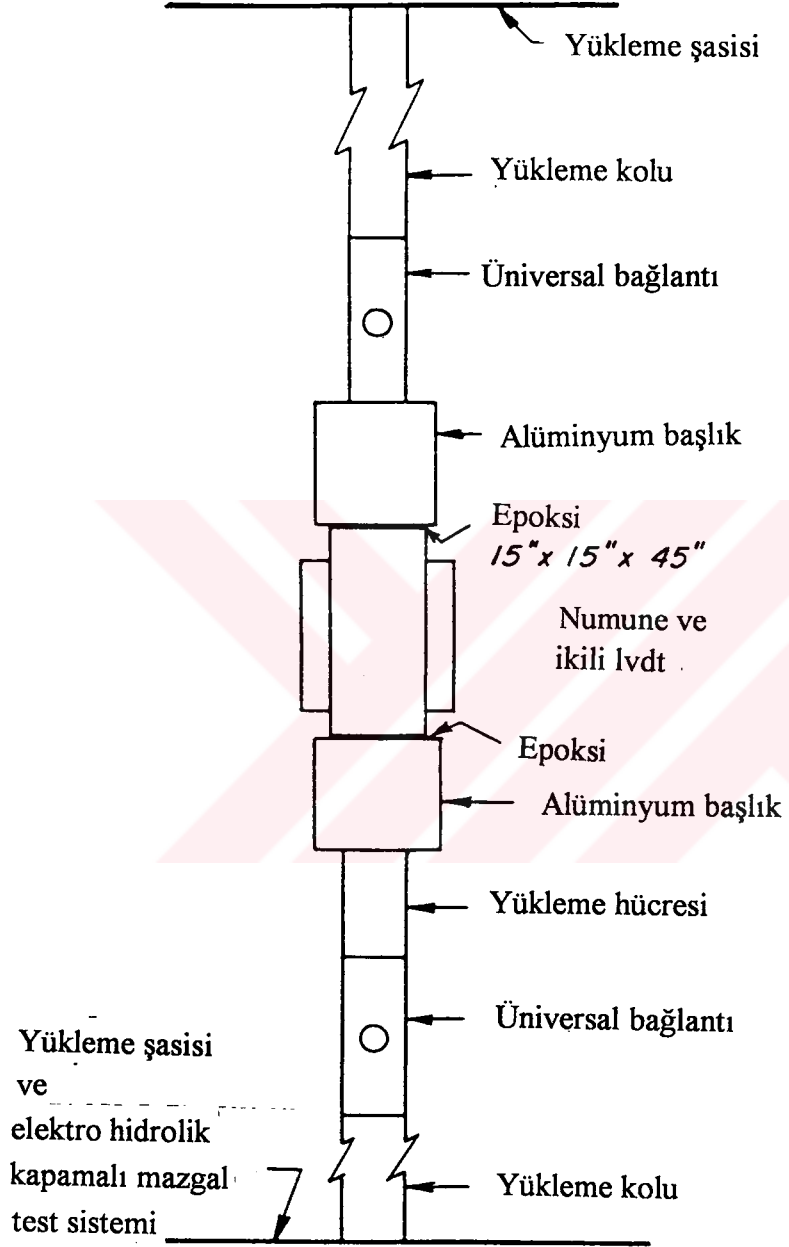 Yükleme şasisi
Yükleme kolu
Üniversal bağlantı
Alüminyum başlık
Epoksi
15"x 15"x 45"
Numune ve
ikili lvdt
Epoksi
Alüminyum başlık
Yükleme hücresi
Üniversal bağlantı
Yükleme şasisi
ve
elektro hidrolik
kapamalı mazgal
test sistemi
Yükleme kolu